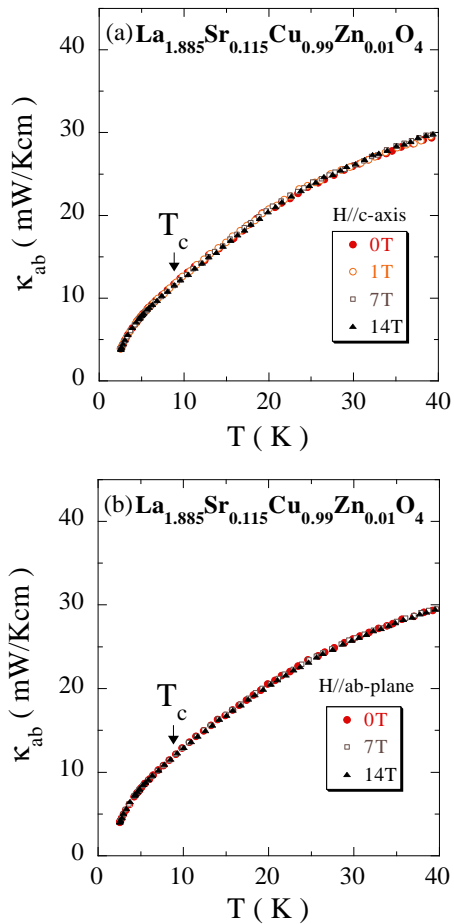 (a) La1.885Sr0.115Cu0.99Zn0.01O4
40
30
20
10
0
κab ( mW/Kcm )
Tc
H//c-axis
0T
1T
7T
14T
0 10 20 30 40
T ( K )
(b) La1.885Sr0.115Cu0.99Zn0.01O4
40
30
20
10
0
κab ( mW/Kcm )
Tc
H//ab-plane
0T
7T
14T
0 10 20 30 40
T ( K )